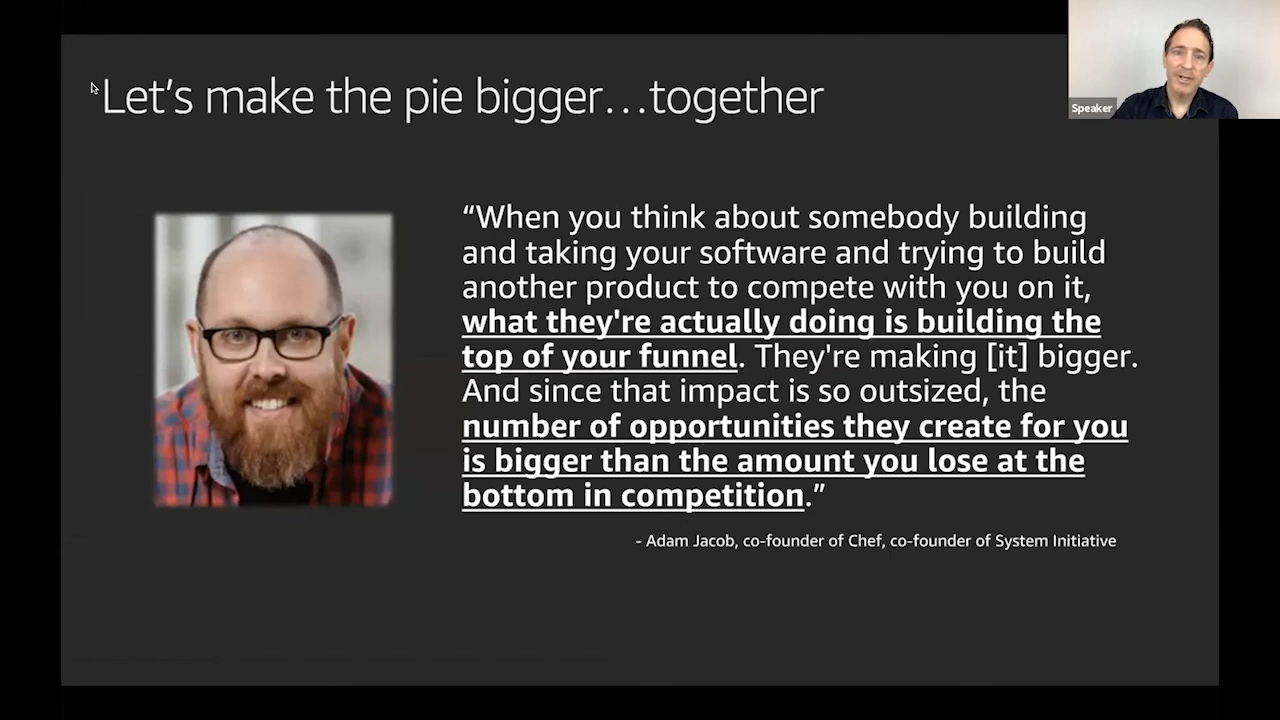 Let's make the pie bigger...together
Speaker
“When you think about somebody building
and taking your software and trying to build
another product to compete with you on it,
what they're actually doing is building the
top of your funnel. They're making [it] bigger.
And since that impact is so outsized, the
number of opportunities they create for you
is bigger than the amount you lose at the
bottom in competition.”
- Adam Jacob, co-founder of Chef, co-founder of System Initiative